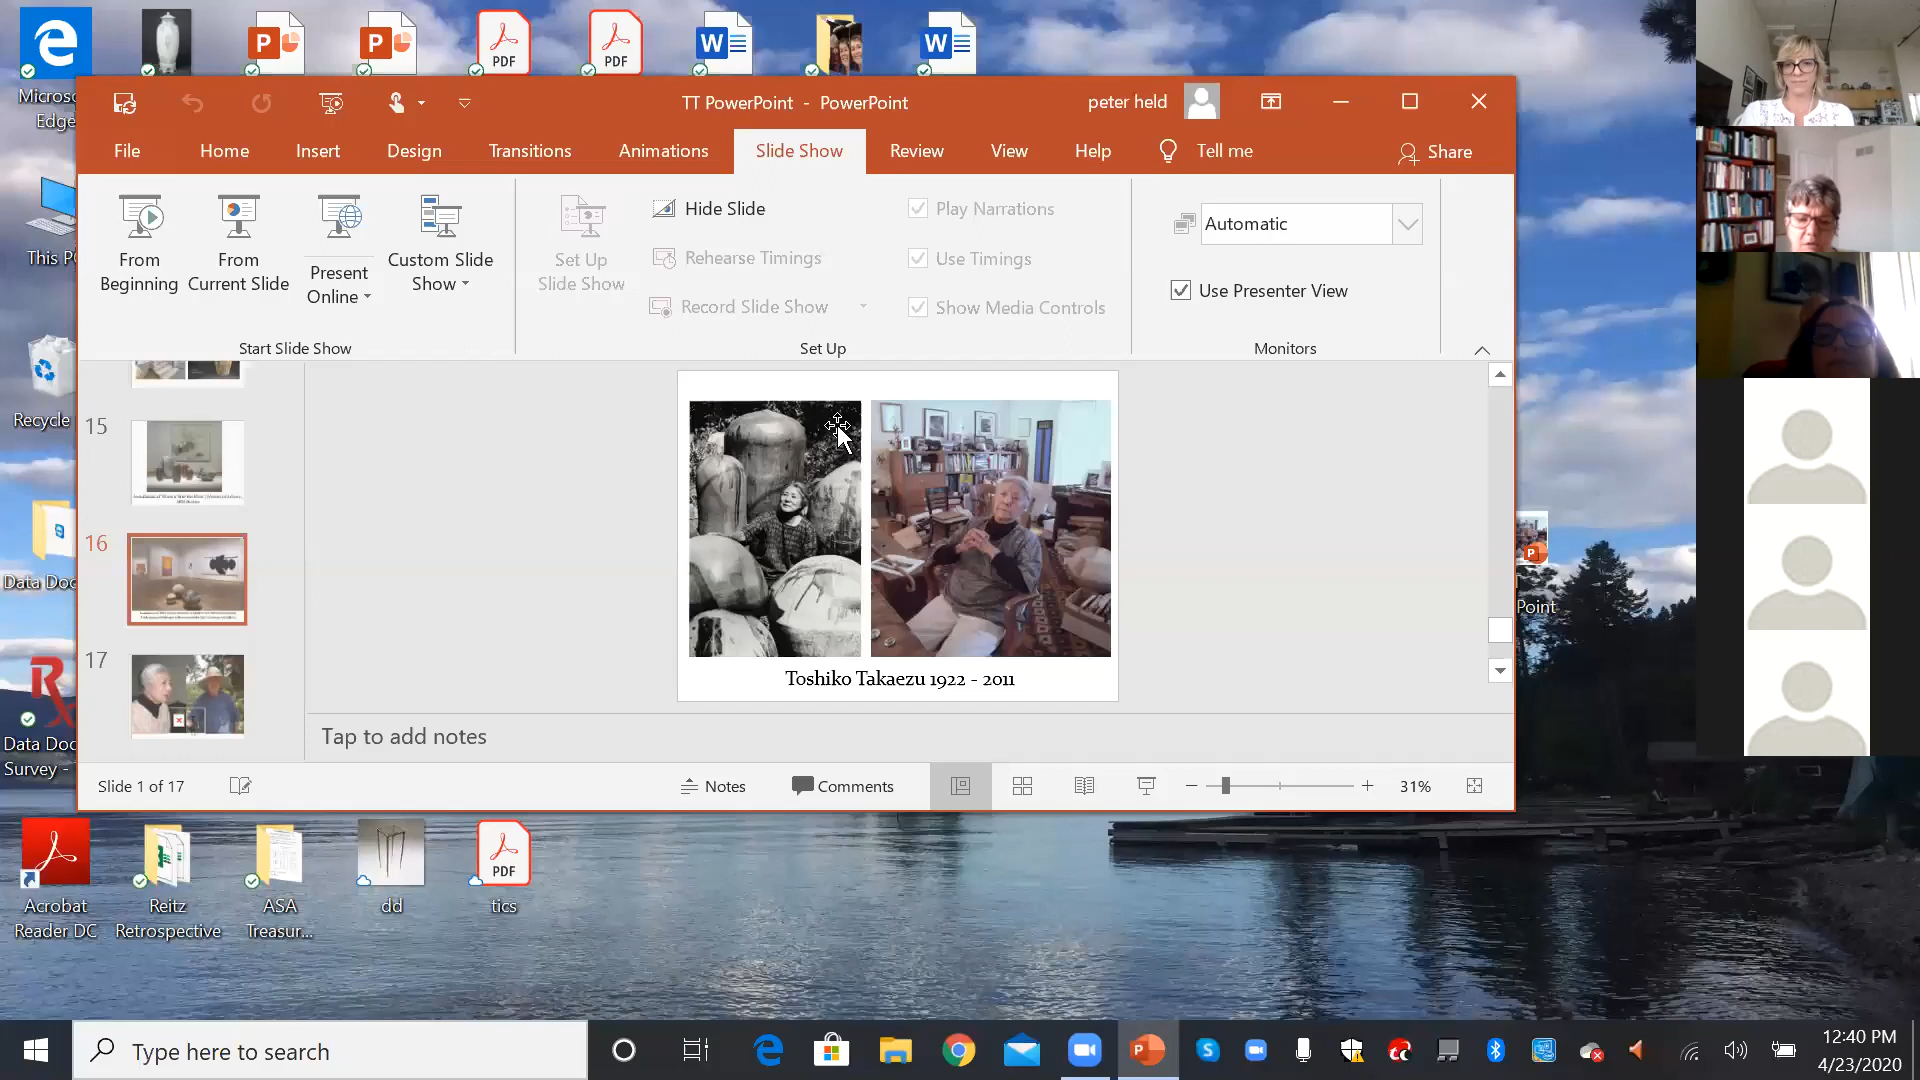 Microso
Edge
This PC
Recycle
Data Doc
Data Doc
Survey -
TT PowerPoint - PowerPoint
peter held
File
Home
Insert
Design
Transitions
Animations
Slide Show
Review
View
Help
Tell me
Share
From
Beginning
From
Current Slide
Present
Online
Custom Slide
Show
Start Slide Show
Set Up
Slide Show
Hide Slide
Rehearse Timings
Record Slide Show
Play Narrations
Use Timings
Show Media Controls
Set Up
Automatic
Use Presenter View
Monitors
15
16
17
Toshiko Takaezu 1922 - 2011
Tap to add notes
Slide 1 of 17
Notes
Comments
31%
Point
PDF
PDF
Acrobat
Reader DC
Reitz
Retrospective
ASA
Treasur...
dd
PDF
tics
Type here to search
12:40 PM
4/23/2020